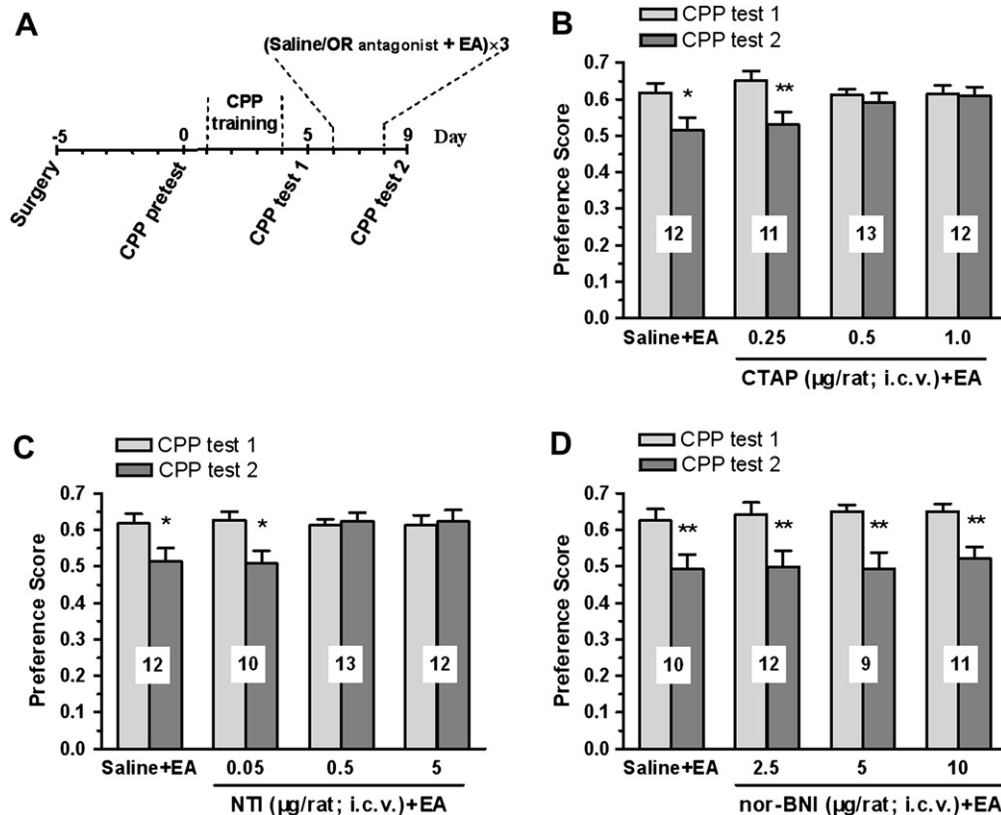 A
(Saline/OR antagonist + EA)×3
CPP
training
-5
0
5
9
Day
Surgery
CPP pretest
CPP test 1
CPP test 2
B
CPP test 1
CPP test 2
Preference Score
0.7
0.6
0.5
0.4
0.3
0.2
0.1
0.0
*
**
12
11
13
12
Saline+EA
0.25
0.5
1.0
CTAP (µg/rat; i.c.v.)+EA
C
CPP test 1
CPP test 2
Preference Score
0.7
0.6
0.5
0.4
0.3
0.2
0.1
0.0
*
*
12
10
13
12
Saline+EA
0.05
0.5
5
NTI (µg/rat; i.c.v.)+EA
D
CPP test 1
CPP test 2
Preference Score
0.7
0.6
0.5
0.4
0.3
0.2
0.1
0.0
**
**
**
**
10
12
9
11
Saline+EA
2.5
5
10
nor-BNI (µg/rat; i.c.v.)+EA